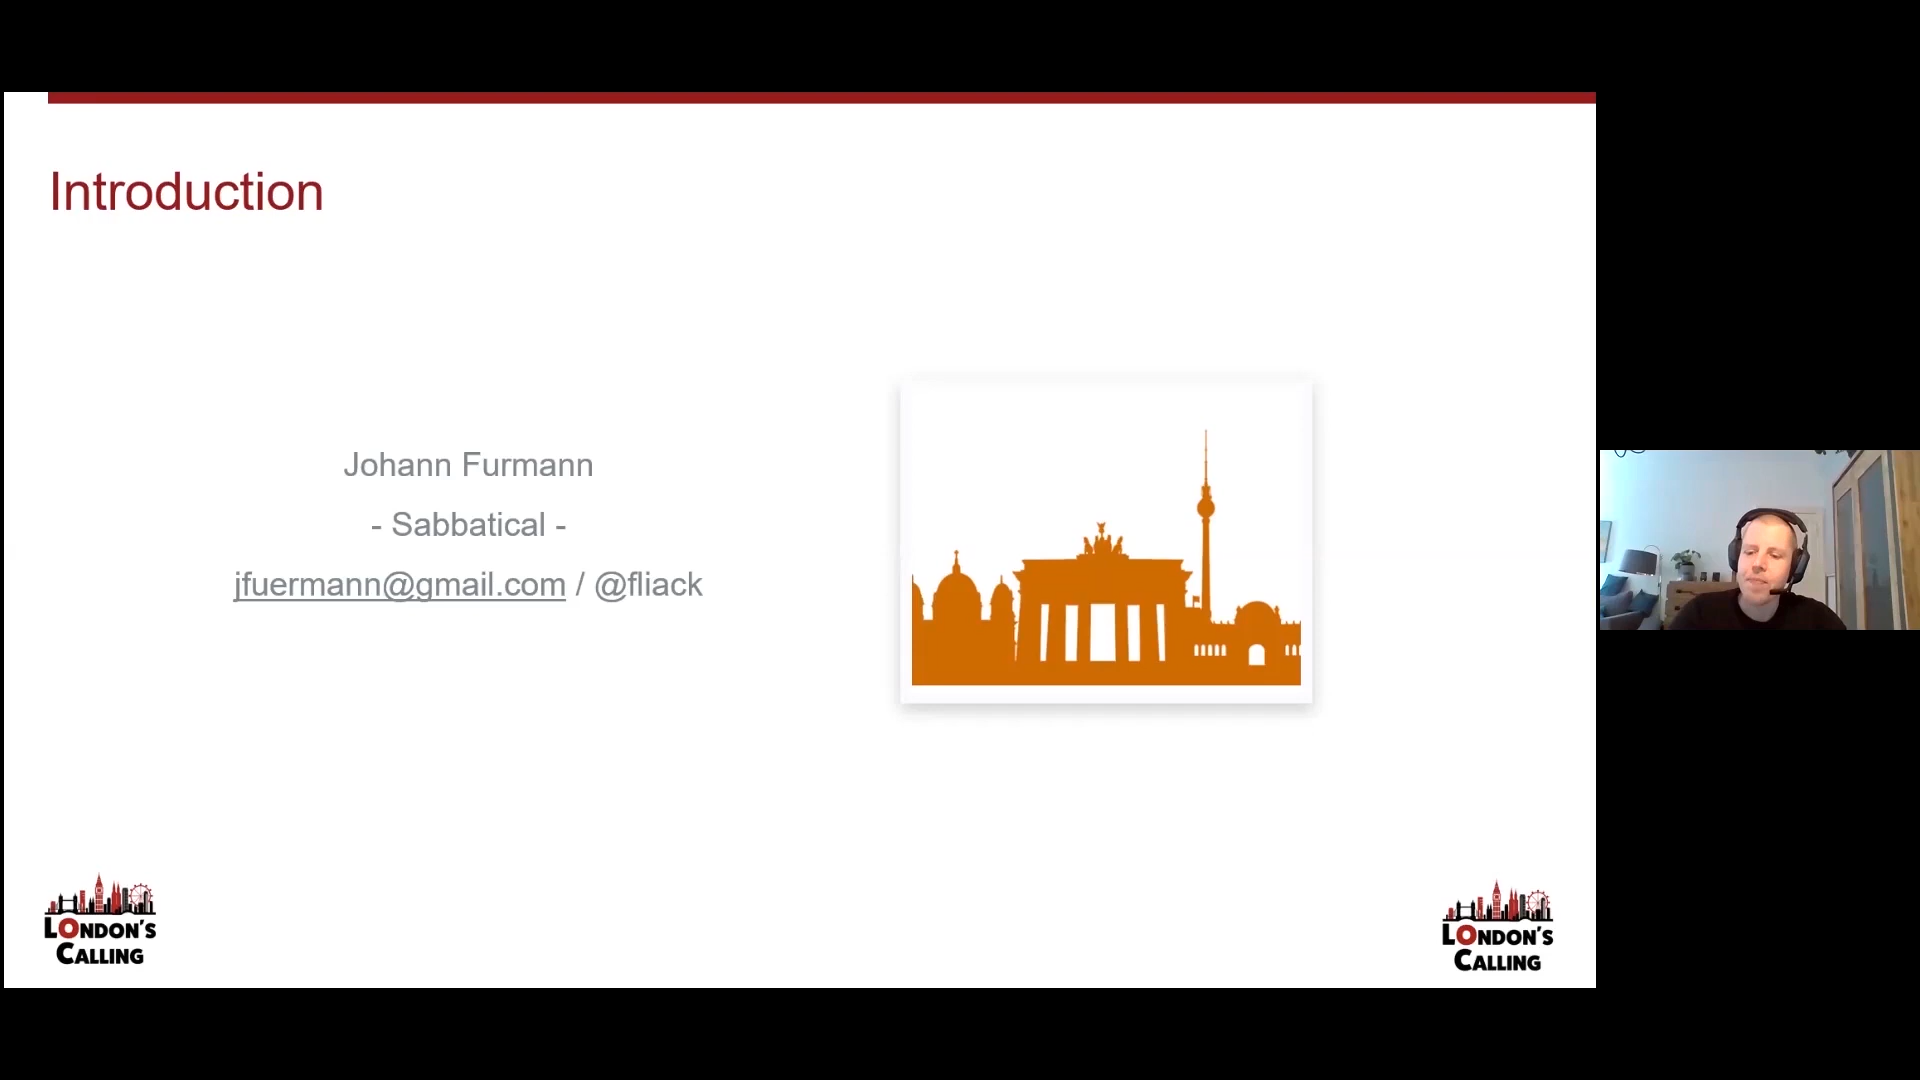 Introduction
Johann Furmann
- Sabbatical -
jfuermann@gmail.com / @fliack
LONDON'S
CALLING
LONDON'S
CALLING